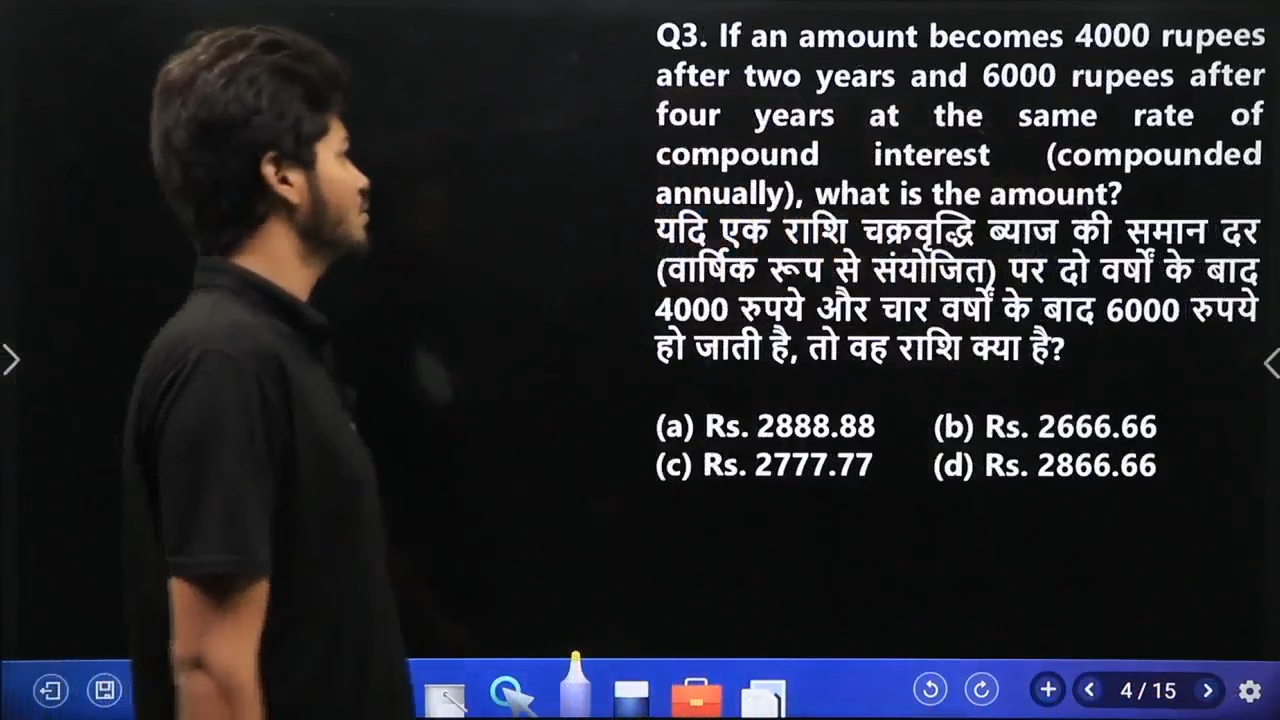 Q3. If an amount becomes 4000 rupees
after two years and 6000 rupees after
four years at the same rate of
compound interest (compounded
annually), what is the amount?
यदि एक राशि चक्रवृद्धि ब्याज की समान दर
(वार्षिक रूप से संयोजित) पर दो वर्षों के बाद
4000 रुपये और चार वर्षों के बाद 6000 रुपये
हो जाती है, तो वह राशि क्या है?
(a) Rs. 2888.88 (b) Rs. 2666.66
(c) Rs. 2777.77 (d) Rs. 2866.66
4 / 15